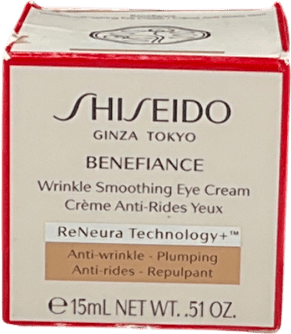 SHISEIDO
GINZA TOKYO
BENEFIANCE
Wrinkle Smoothing Eye Cream
Crème Anti-Rides Yeux
ReNeura Technology+™
Anti-wrinkle - Plumping
Anti-rides - Repulpant
℮15mL NET WT. .51 OZ.